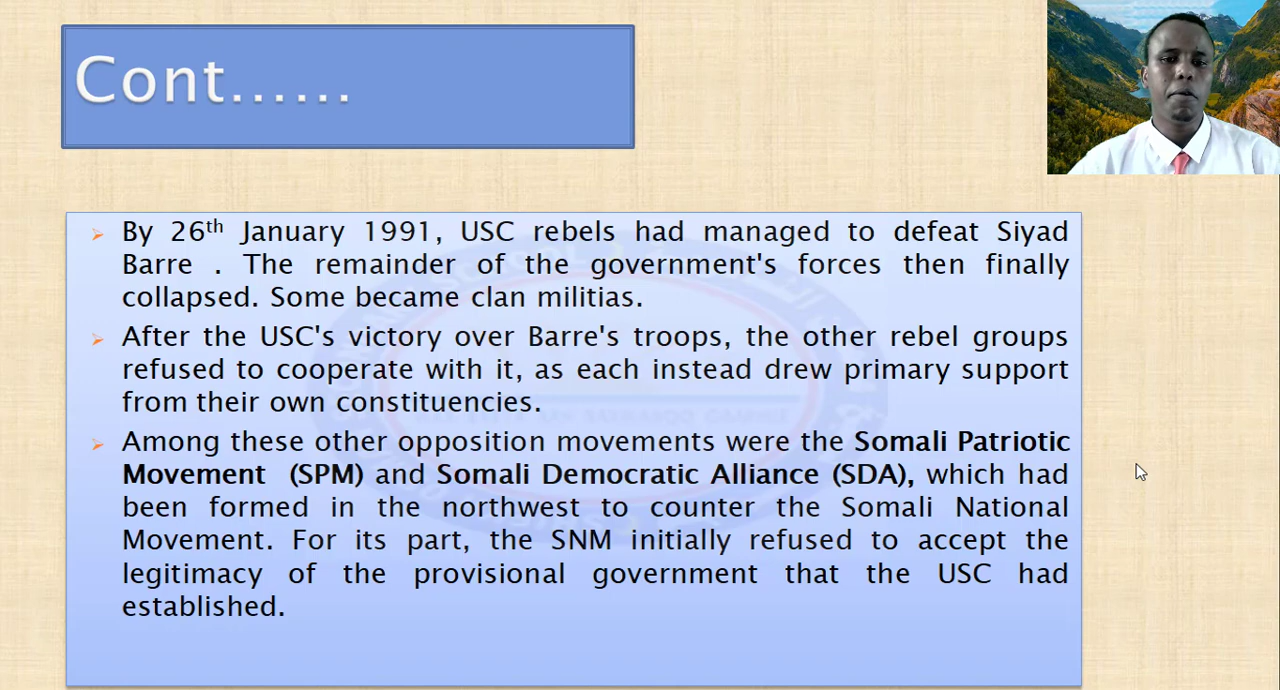 Cont......
By 26th January 1991, USC rebels had managed to defeat Siyad
Barre . The remainder of the government's forces then finally
collapsed. Some became clan militias.
After the USC's victory over Barre's troops, the other rebel groups
refused to cooperate with it, as each instead drew primary support
from their own constituencies.
Among these other opposition movements were the Somali Patriotic
Movement (SPM) and Somali Democratic Alliance (SDA), which had
been formed in the northwest to counter the Somali National
Movement. For its part, the SNM initially refused to accept the
legitimacy of the provisional government that the USC had
established.